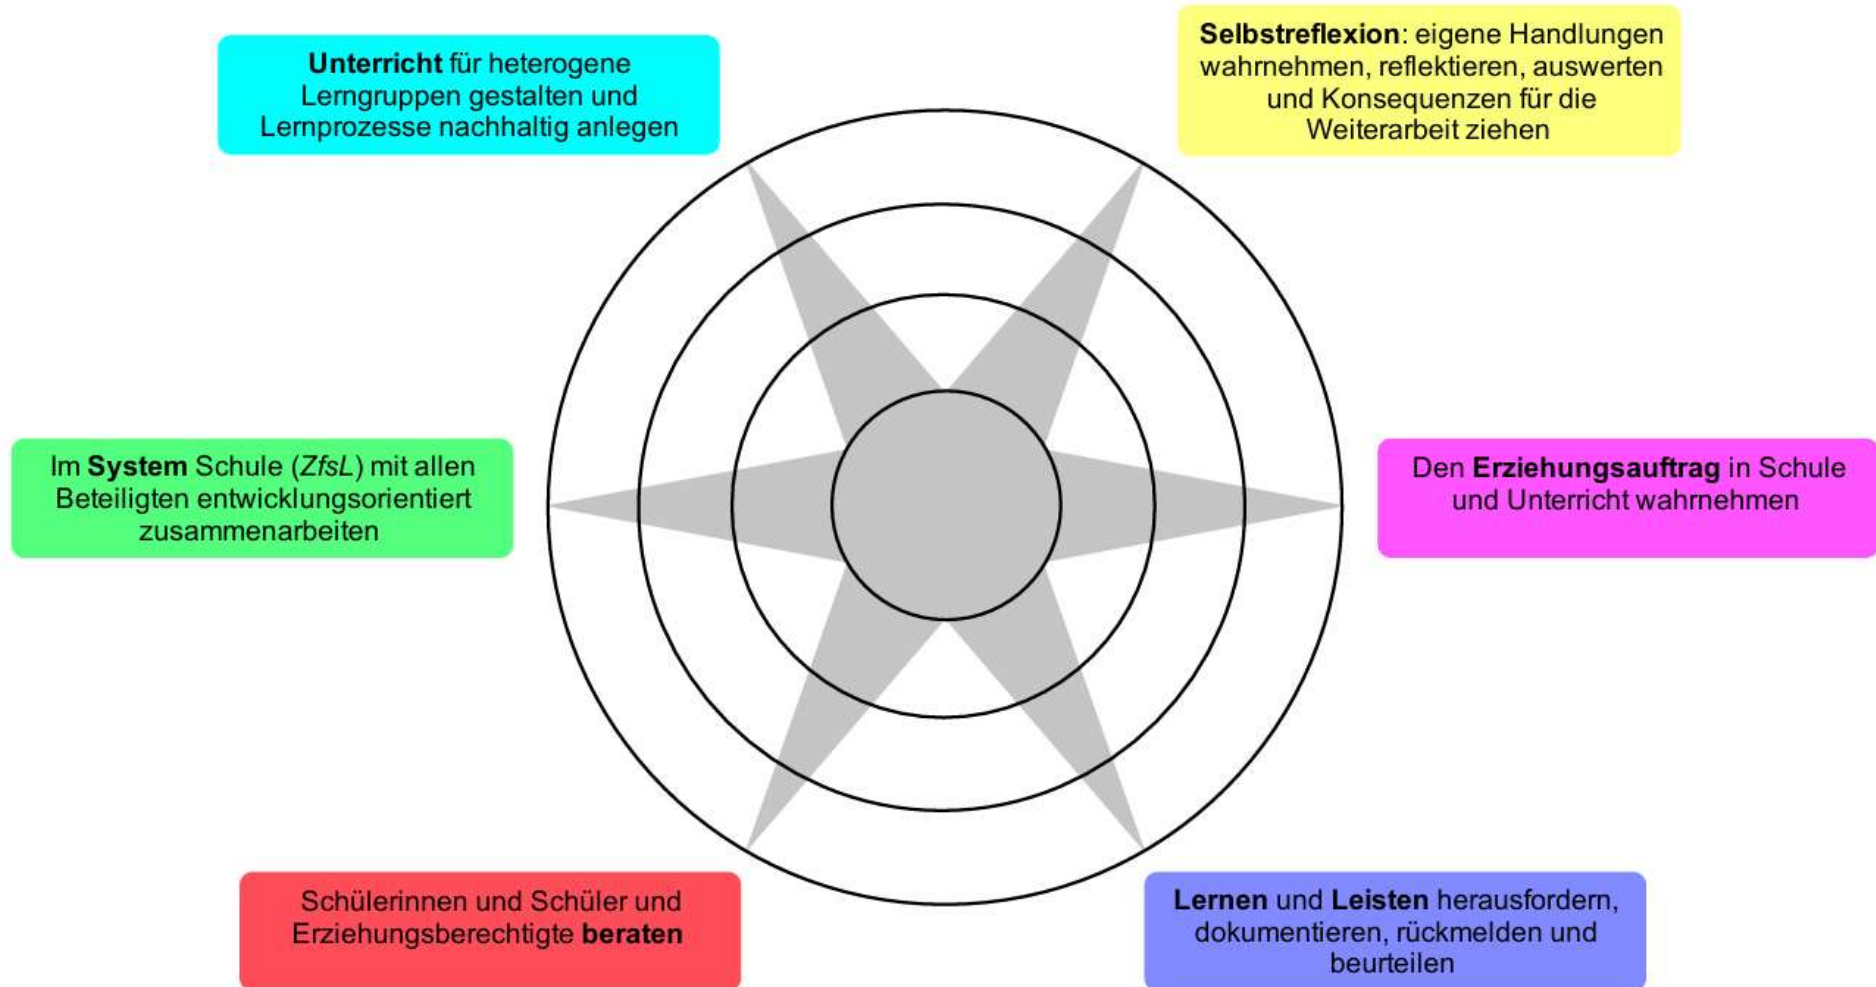 Unterricht für heterogene
Lerngruppen gestalten und
Lernprozesse nachhaltig anlegen
Selbstreflexion: eigene Handlungen
wahrnehmen, reflektieren, auswerten
und Konsequenzen für die
Weiterarbeit ziehen
Im System Schule (ZfsL) mit allen
Beteiligten entwicklungsorientiert
zusammenarbeiten
Den Erziehungsauftrag in Schule
und Unterricht wahrnehmen
Schülerinnen und Schüler und
Erziehungsberechtigte beraten
Lernen und Leisten herausfordern,
dokumentieren, rückmelden und
beurteilen